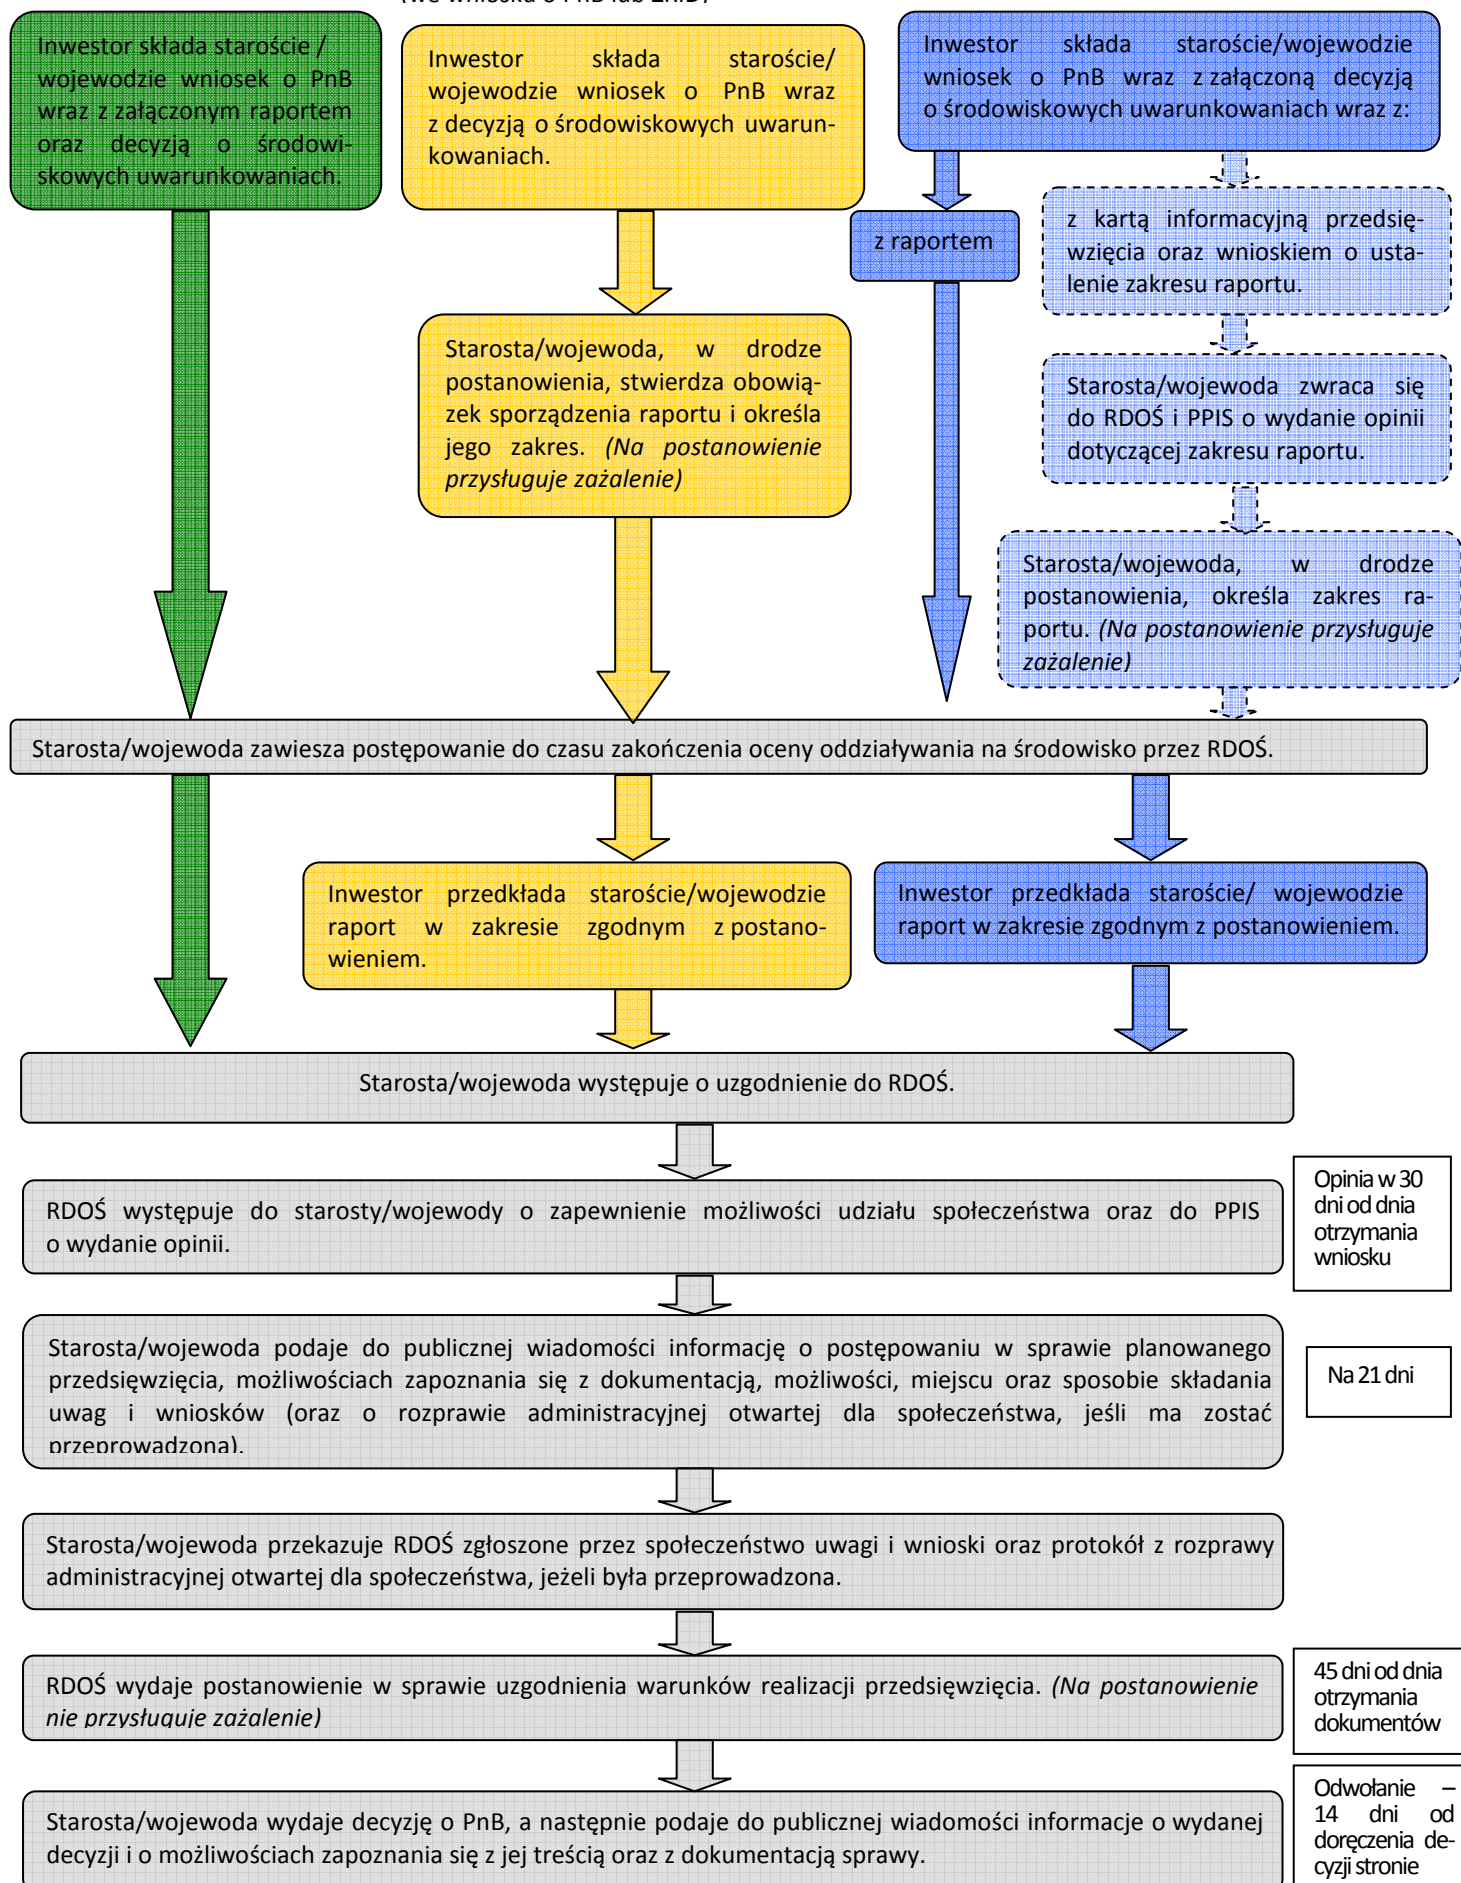 (we wniosku o PnB lub ZRID)
Inwestor składa staroście /
wojewodzie wniosek o PnB
wraz z załączonym raportem
oraz decyzją o środowi-
skowych uwarunkowaniach.
Inwestor składa staroście/
wojewodzie wniosek o PnB wraz
z decyzją o środowiskowych uwarun-
kowaniach.
Inwestor składa staroście/wojewodzie
wniosek o PnB wraz z załączoną decyzją
o środowiskowych uwarunkowaniach wraz z:
z raportem
z kartą informacyjną przedsię-
wzięcia oraz wnioskiem o usta-
lenie zakresu raportu.
Starosta/wojewoda, w drodze
postanowienia, stwierdza obowią-
zek sporządzenia raportu i określa
jego zakres. (Na postanowienie
przysługuje zażalenie)
Starosta/wojewoda zwraca się
do RDOŚ i PPIS o wydanie opinii
dotyczącej zakresu raportu.
Starosta/wojewoda, w drodze
postanowienia, określa zakres ra-
portu. (Na postanowienie przysługuje
zażalenie)
Starosta/wojewoda zawiesza postępowanie do czasu zakończenia oceny oddziaływania na środowisko przez RDOŚ.
Inwestor przedkłada staroście/wojewodzie
raport w zakresie zgodnym z postano-
wieniem.
Inwestor przedkłada staroście/ wojewodzie
raport w zakresie zgodnym z postanowieniem.
Starosta/wojewoda występuje o uzgodnienie do RDOŚ.
RDOŚ występuje do starosty/wojewody o zapewnienie możliwości udziału społeczeństwa oraz do PPIS
o wydanie opinii.
Opinia w 30
dni od dnia
otrzymania
wniosku
Starosta/wojewoda podaje do publicznej wiadomości informację o postępowaniu w sprawie planowanego
przedsięwzięcia, możliwościach zapoznania się z dokumentacją, możliwości, miejscu oraz sposobie składania
uwag i wniosków (oraz o rozprawie administracyjnej otwartej dla społeczeństwa, jeśli ma zostać
przeprowadzona).
Na 21 dni
Starosta/wojewoda przekazuje RDOŚ zgłoszone przez społeczeństwo uwagi i wnioski oraz protokół z rozprawy
administracyjnej otwartej dla społeczeństwa, jeżeli była przeprowadzona.
RDOŚ wydaje postanowienie w sprawie uzgodnienia warunków realizacji przedsięwzięcia. (Na postanowienie
nie przysługuje zażalenie)
45 dni od dnia
otrzymania
dokumentów
Starosta/wojewoda wydaje decyzję o PnB, a następnie podaje do publicznej wiadomości informacje o wydanej
decyzji i o możliwościach zapoznania się z jej treścią oraz z dokumentacją sprawy.
Odwołanie –
14 dni od
doręczenia de-
cyzji stronie